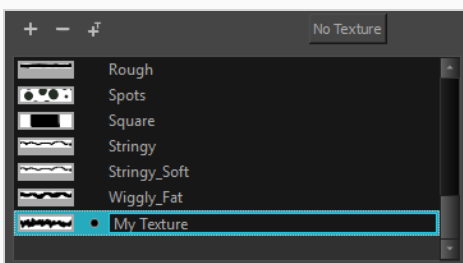 No Texture
Rough
Spots
Square
Stringy
Stringy_Soft
Wiggly_Fat
My Texture